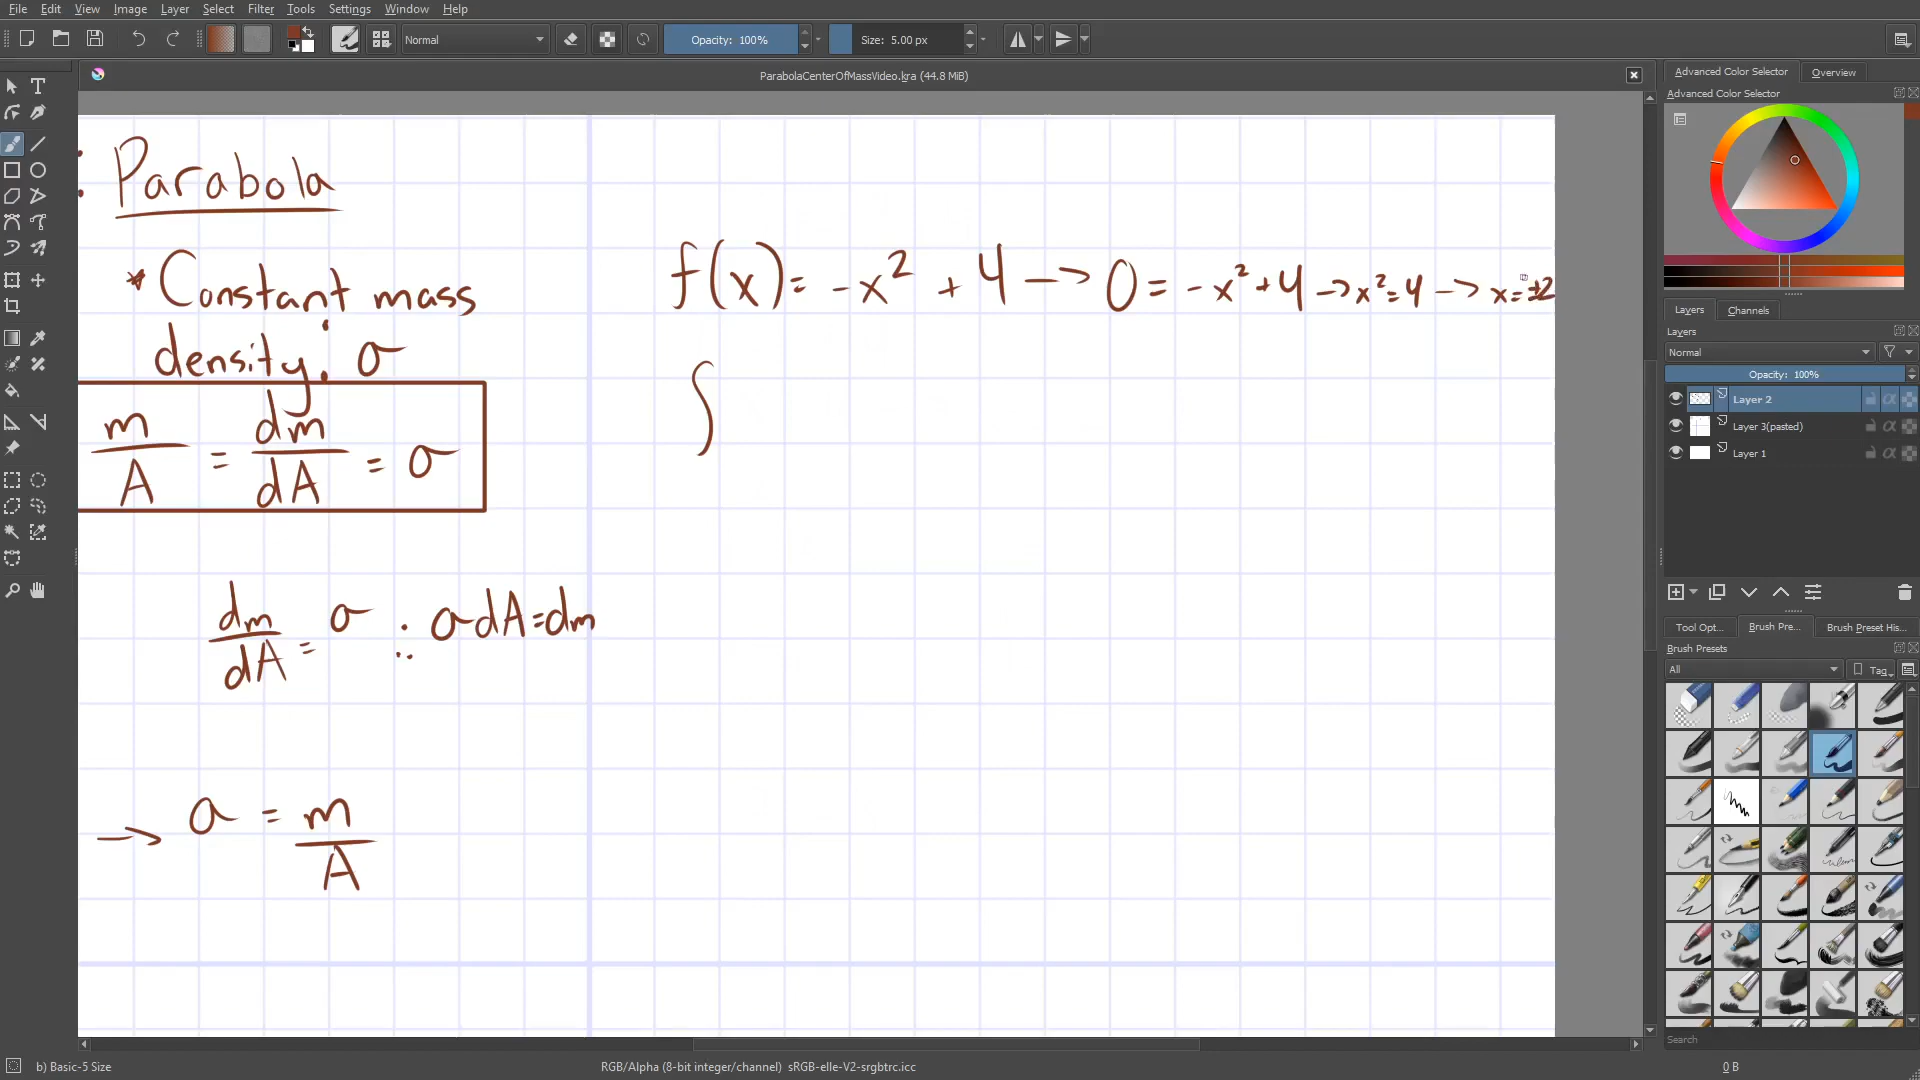 File Edit View Image Layer Select Filter Tools Settings Window Help
Normal Opacity: 100% Size: 5.00 px
ParabolaCenterOfMassVideo.kra (44.8 MiB)
Advanced Color Selector Overview
Advanced Color Selector
: Parabola
* Constant mass
density: σ
m/A = dm/dA = σ
dm/dA = σ ∴ σdA=dm
→ σ = m/A
f(x)= -x² + 4 → 0 = -x²+4 → x²=4 → x=±2
∫
Layers Channels
Layers
Normal
Opacity: 100%
Layer 2
Layer 3(pasted)
Layer 1
Tool Opt... Brush Pre... Brush Preset His...
Brush Presets
All Tag
Search
b) Basic-5 Size RGB/Alpha (8-bit integer/channel) sRGB-elle-V2-srgbtrc.icc 0 B